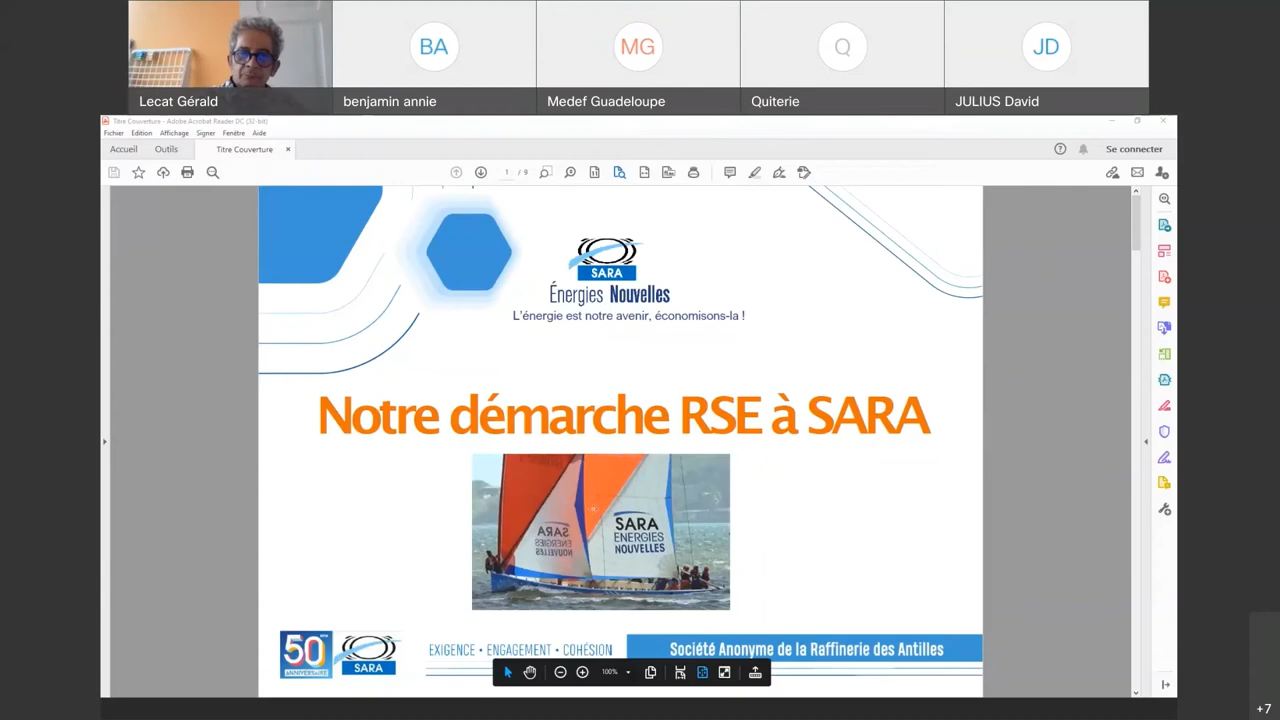 BA
MG
Q
JD
Lecat Gérald
benjamin annie
Medef Guadeloupe
Quiterie
JULIUS David
Titre Couverture - Adobe Acrobat Reader DC (32-bit)
Fichier Edition Affichage Signer Fenêtre Aide
Accueil Outils Titre Couverture × Se connecter
1 / 9
SARA
Énergies Nouvelles
L'énergie est notre avenir, économisons-la !
Notre démarche RSE à SARA
SARA
ENERGIES
NOUVELLES
SARA
ENERGIES
NOUVELLES
50
ANNIVERSAIRE
SARA
EXIGENCE • ENGAGEMENT • COHÉSION
Société Anonyme de la Raffinerie des Antilles
100%
+7